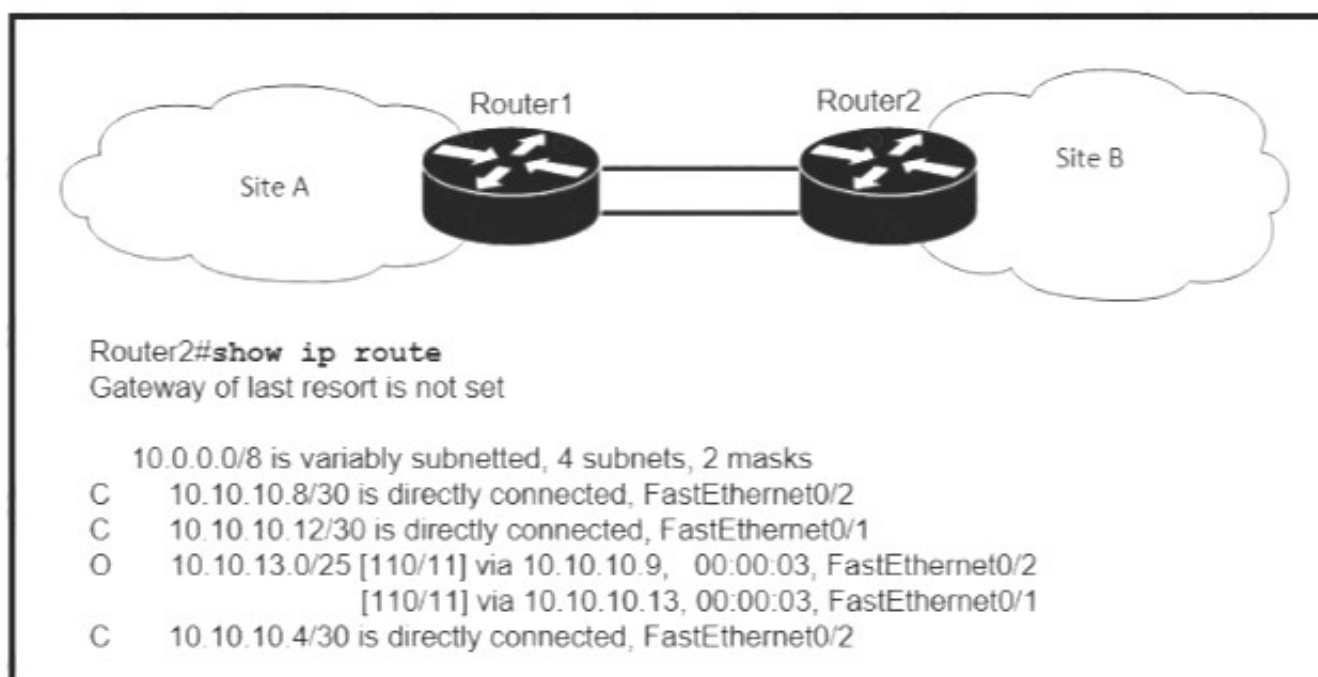 Router1
Router2
Site A
Site B
Router2#show ip route
Gateway of last resort is not set
10.0.0.0/8 is variably subnetted, 4 subnets, 2 masks
C 10.10.10.8/30 is directly connected, FastEthernet0/2
C 10.10.10.12/30 is directly connected, FastEthernet0/1
O 10.10.13.0/25 [110/11] via 10.10.10.9, 00:00:03, FastEthernet0/2
[110/11] via 10.10.10.13, 00:00:03, FastEthernet0/1
C 10.10.10.4/30 is directly connected, FastEthernet0/2